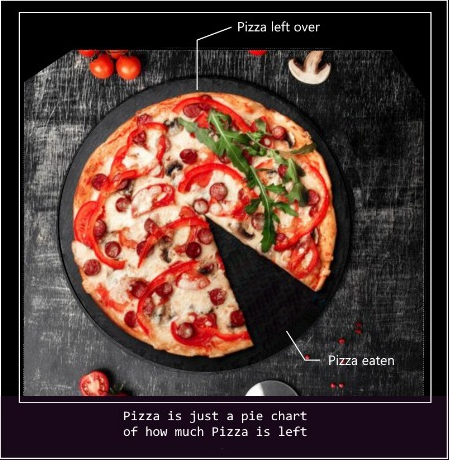 Pizza left over
Pizza eaten
Pizza is just a pie chart
of how much Pizza is left